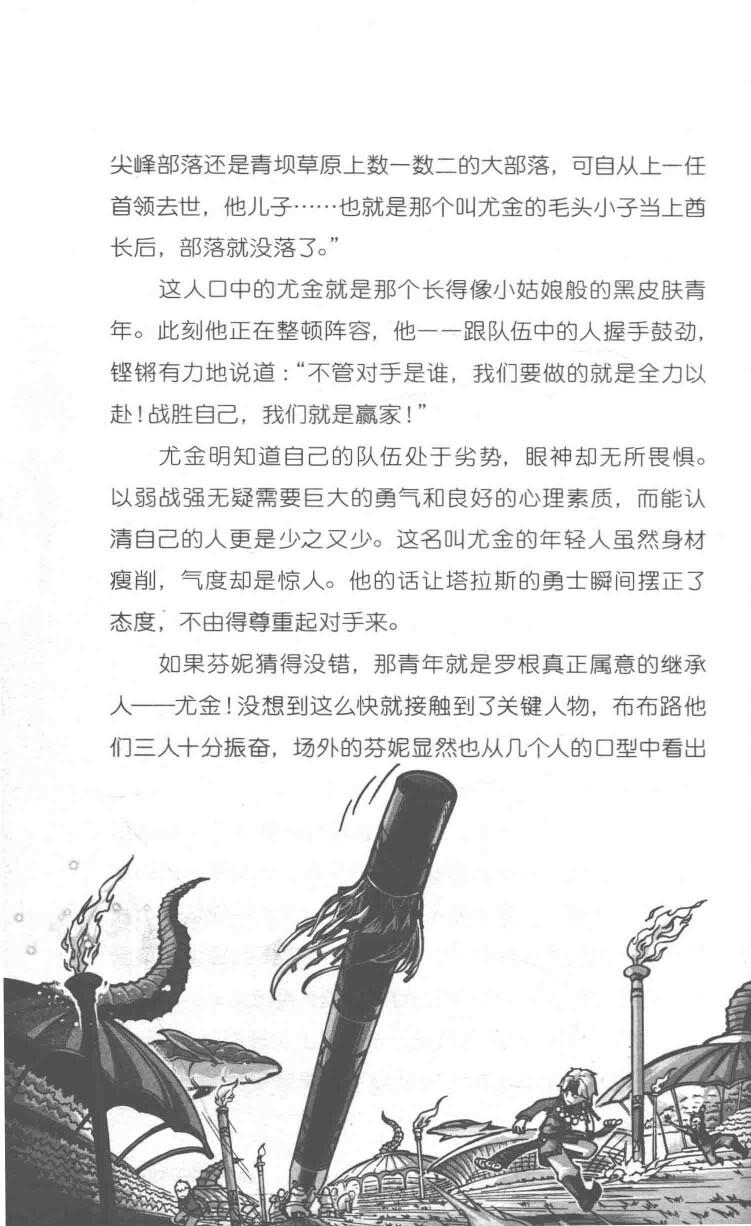 尖峰部落还是青坝草原上数一数二的大部落，可自从上一任
首领去世，他儿子……也就是那个叫尤金的毛头小子当上酋
长后，部落就没落了。”
这人口中的尤金就是那个长得像小姑娘般的黑皮肤青
年。此刻他正在整顿阵容，他一一跟队伍中的人握手鼓劲，
铿锵有力地说道：“不管对手是谁，我们要做的就是全力以
赴！战胜自己，我们就是赢家！”
尤金明知道自己的队伍处于劣势，眼神却无所畏惧。
以弱战强无疑需要巨大的勇气和良好的心理素质，而能认
清自己的人更是少之又少。这名叫尤金的年轻人虽然身材
瘦削，气度却是惊人。他的话让塔拉斯的勇士瞬间摆正了
态度，不由得尊重起对手来。
如果芬妮猜得没错，那青年就是罗根真正属意的继承
人——尤金！没想到这么快就接触到了关键人物，布布路他
们三人十分振奋，场外的芬妮显然也从几个人的口型中看出